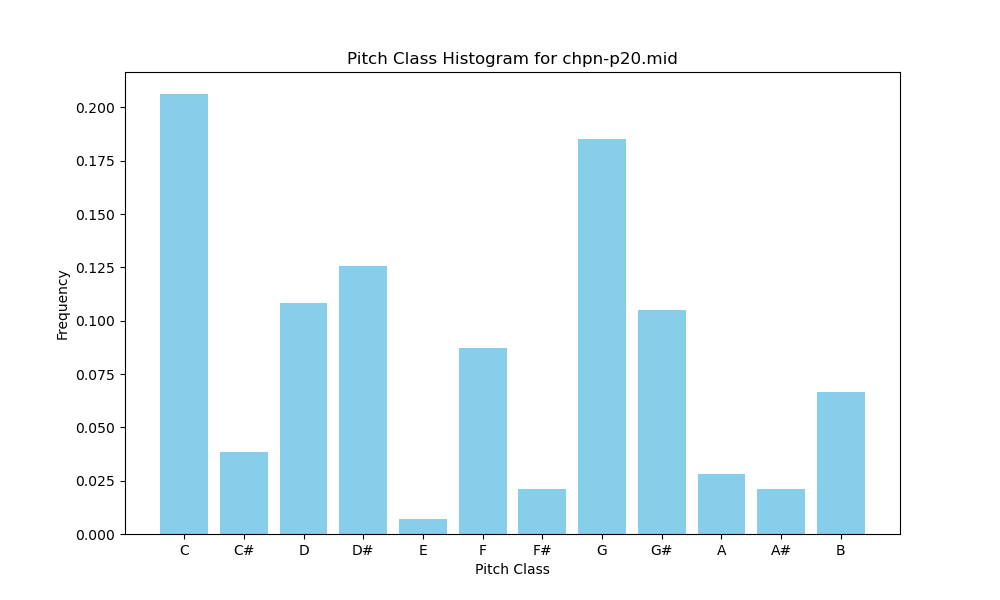 Pitch Class Histogram for chpn-p20.mid
Frequency
0.200
0.175
0.150
0.125
0.100
0.075
0.050
0.025
0.000
C C# D D# E F F# G G# A A# B
Pitch Class